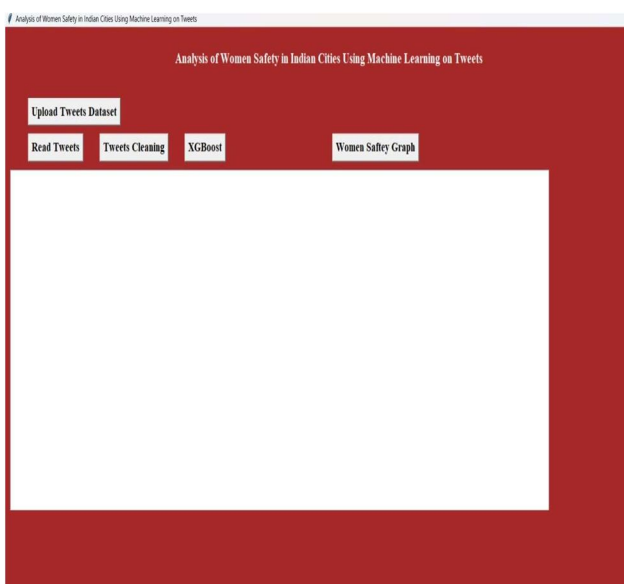 Analysis of Women Safety in Indian Cities Using Machine Learning on Tweets
Analysis of Women Safety in Indian Cities Using Machine Learning on Tweets
Upload Tweets Dataset
Read Tweets Tweets Cleaning XGBoost Women Saftey Graph